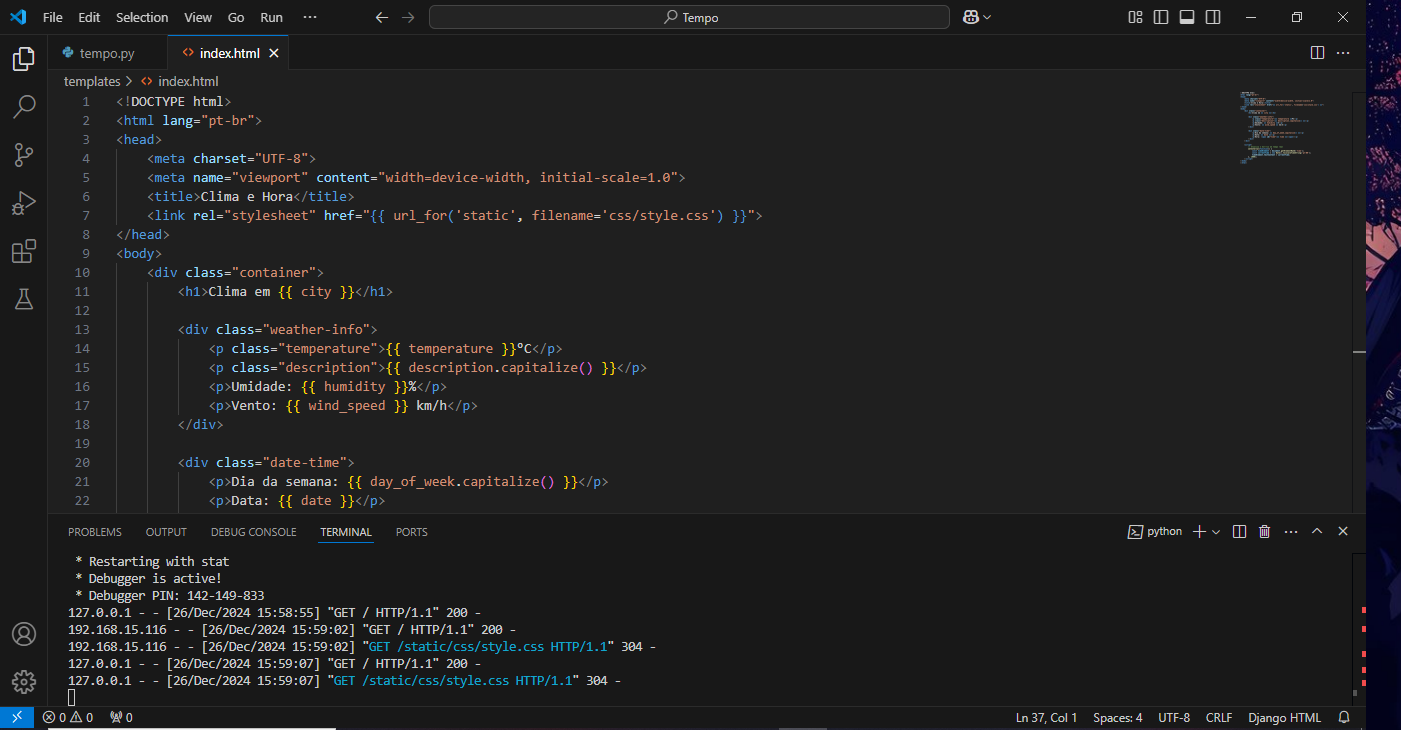 File Edit Selection View Go Run ··· Tempo
tempo.py index.html
templates > index.html
1 <!DOCTYPE html>
2 <html lang="pt-br">
3 <head>
4 <meta charset="UTF-8">
5 <meta name="viewport" content="width=device-width, initial-scale=1.0">
6 <title>Clima e Hora</title>
7 <link rel="stylesheet" href="{{ url_for('static', filename='css/style.css') }}">
8 </head>
9 <body>
10 <div class="container">
11 <h1>Clima em {{ city }}</h1>
12
13 <div class="weather-info">
14 <p class="temperature">{{ temperature }}°C</p>
15 <p class="description">{{ description.capitalize() }}</p>
16 <p>Umidade: {{ humidity }}%</p>
17 <p>Vento: {{ wind_speed }} km/h</p>
18 </div>
19
20 <div class="date-time">
21 <p>Dia da semana: {{ day_of_week.capitalize() }}</p>
22 <p>Data: {{ date }}</p>
PROBLEMS OUTPUT DEBUG CONSOLE TERMINAL PORTS python
* Restarting with stat
* Debugger is active!
* Debugger PIN: 142-149-833
127.0.0.1 - - [26/Dec/2024 15:58:55] "GET / HTTP/1.1" 200 -
192.168.15.116 - - [26/Dec/2024 15:59:02] "GET / HTTP/1.1" 200 -
192.168.15.116 - - [26/Dec/2024 15:59:02] "GET /static/css/style.css HTTP/1.1" 304 -
127.0.0.1 - - [26/Dec/2024 15:59:07] "GET / HTTP/1.1" 200 -
127.0.0.1 - - [26/Dec/2024 15:59:07] "GET /static/css/style.css HTTP/1.1" 304 -
0 0 0 Ln 37, Col 1 Spaces: 4 UTF-8 CRLF Django HTML